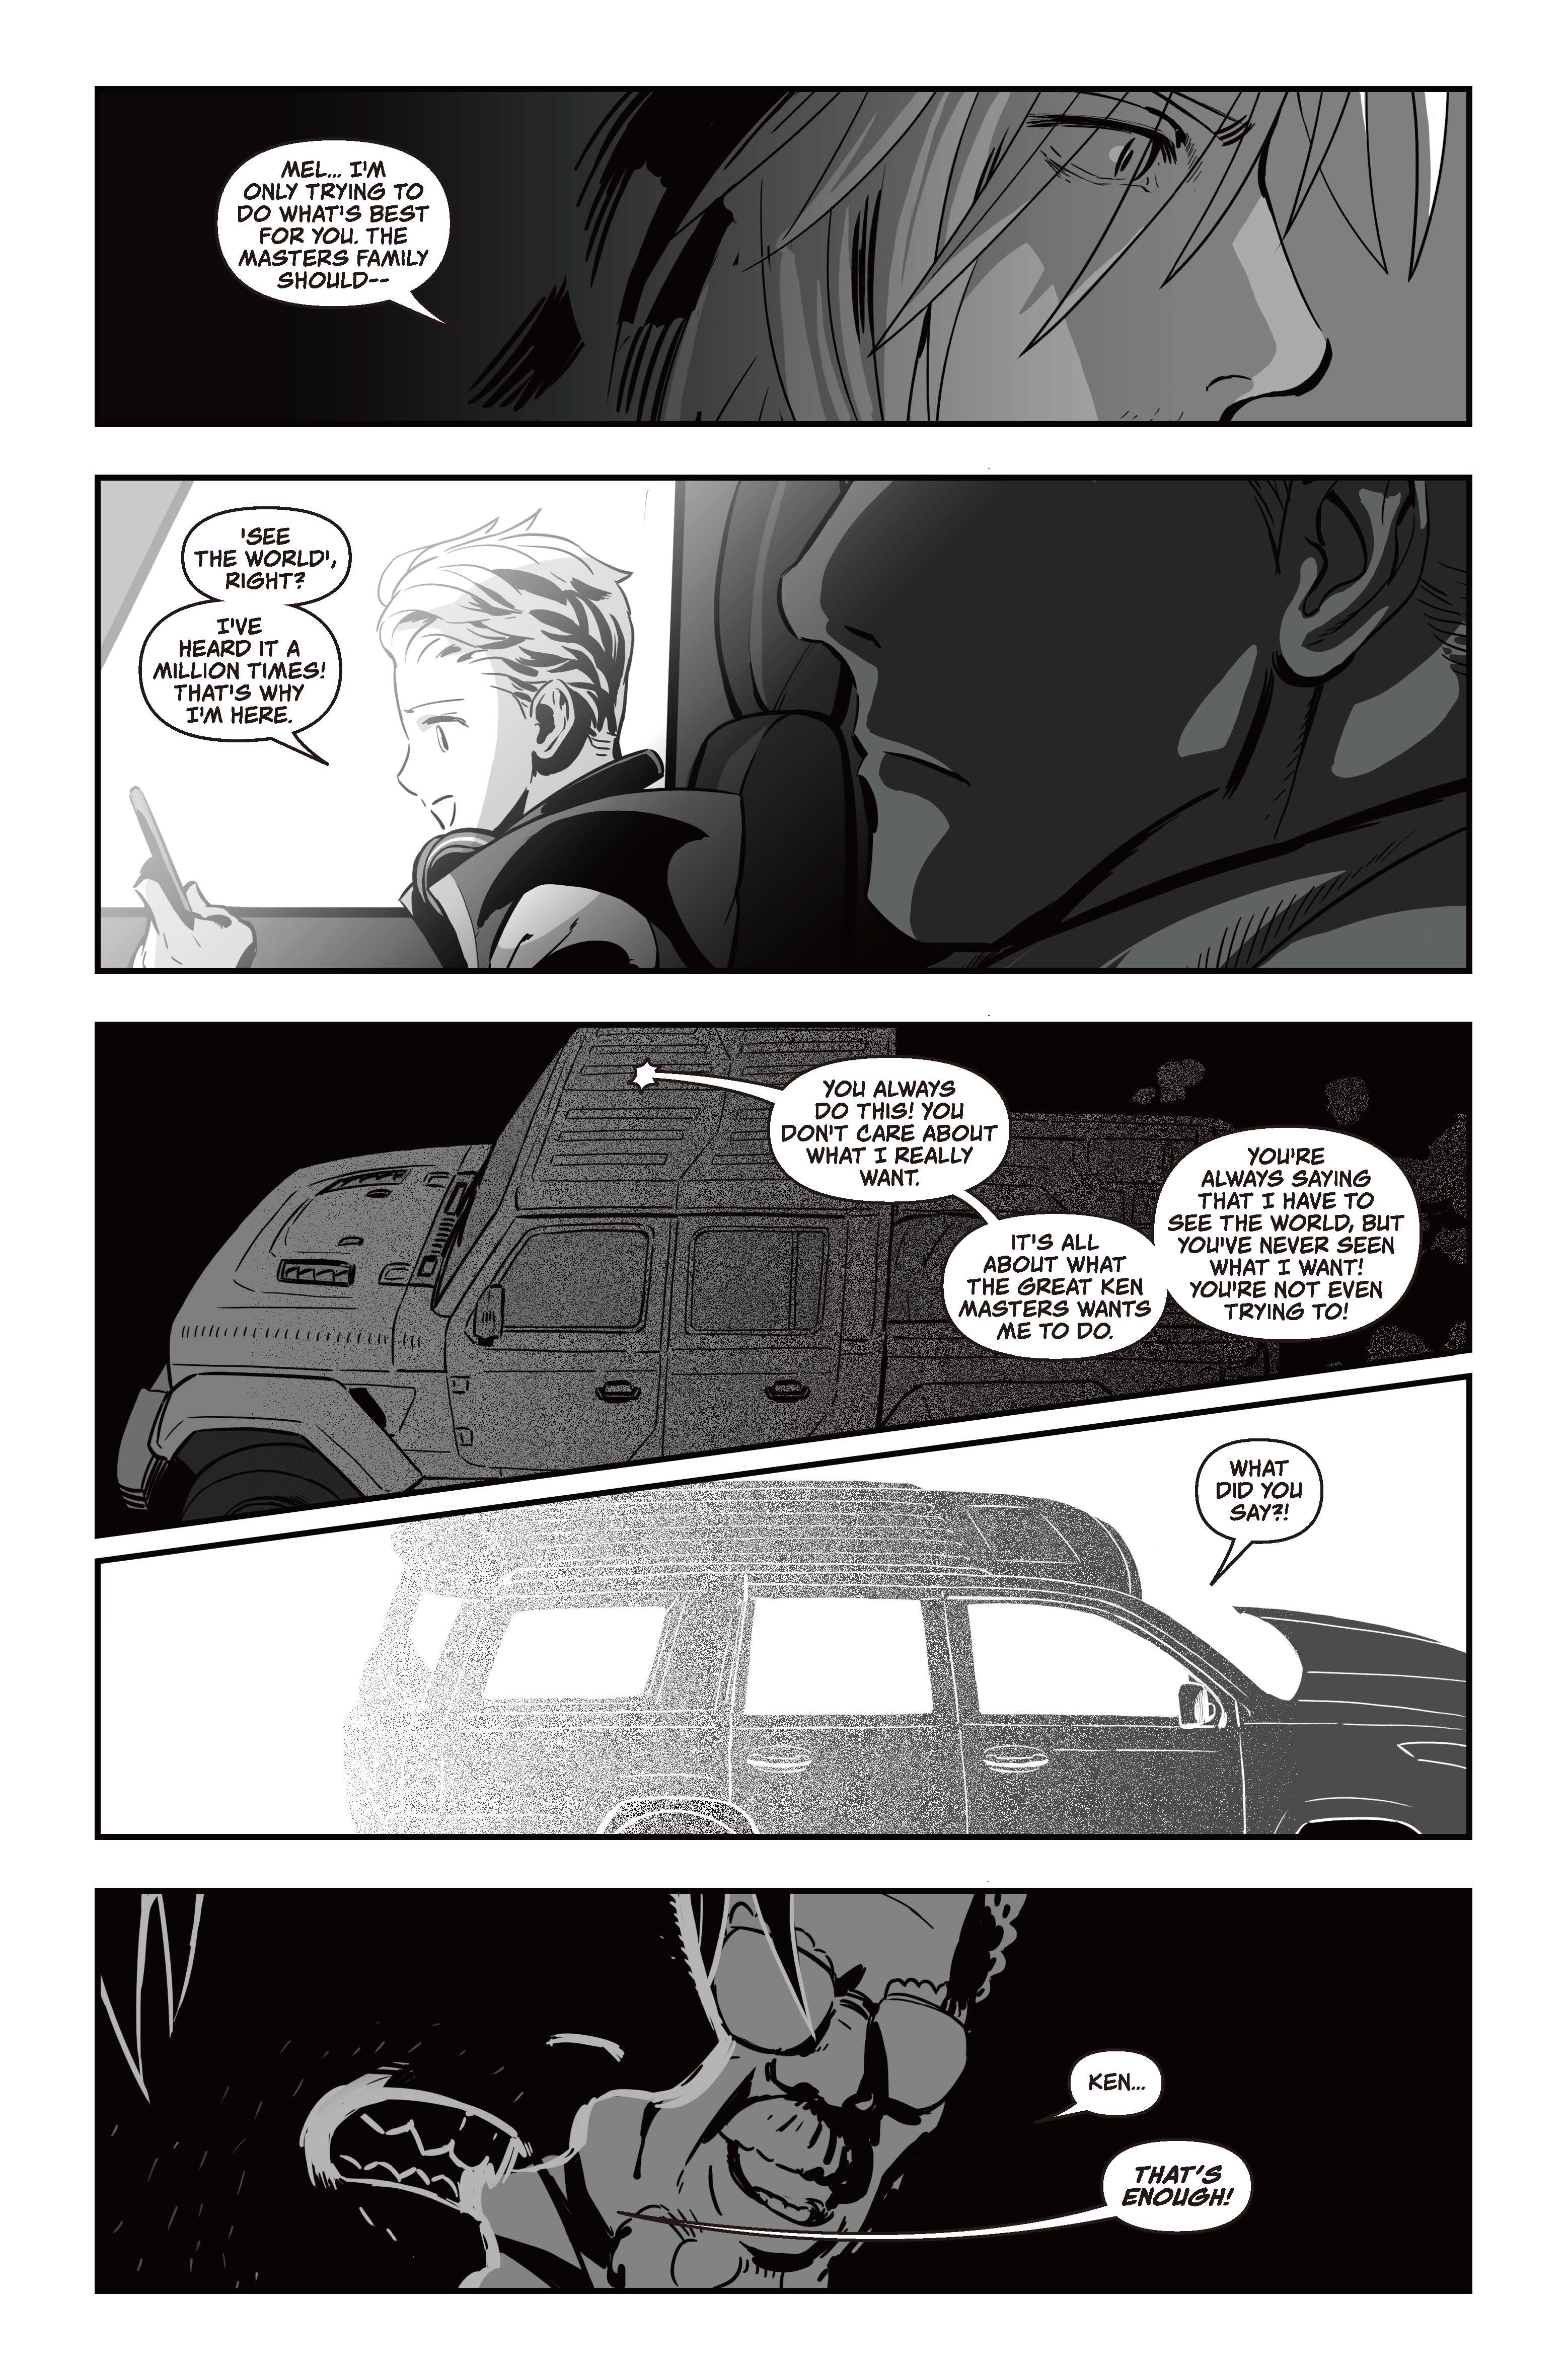 MEL... I'M
ONLY TRYING TO
DO WHAT'S BEST
FOR YOU. THE
MASTERS FAMILY
SHOULD--
'SEE
THE WORLD',
RIGHT?
I'VE
HEARD IT A
MILLION TIMES!
THAT'S WHY
I'M HERE.
YOU ALWAYS
DO THIS! YOU
DON'T CARE ABOUT
WHAT I REALLY
WANT.
IT'S ALL
ABOUT WHAT
THE GREAT KEN
MASTERS WANTS
ME TO DO.
YOU'RE
ALWAYS SAYING
THAT I HAVE TO
SEE THE WORLD, BUT
YOU'VE NEVER SEEN
WHAT I WANT!
YOU'RE NOT EVEN
TRYING TO!
WHAT
DID YOU
SAY?!
KEN...
THAT'S
ENOUGH!